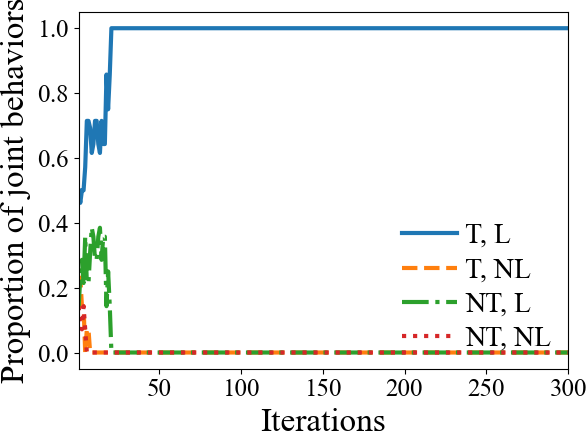 Proportion of joint behaviors
1.0
0.8
0.6
0.4
0.2
0.0
T, L
T, NL
NT, L
NT, NL
50 100 150 200 250 300
Iterations